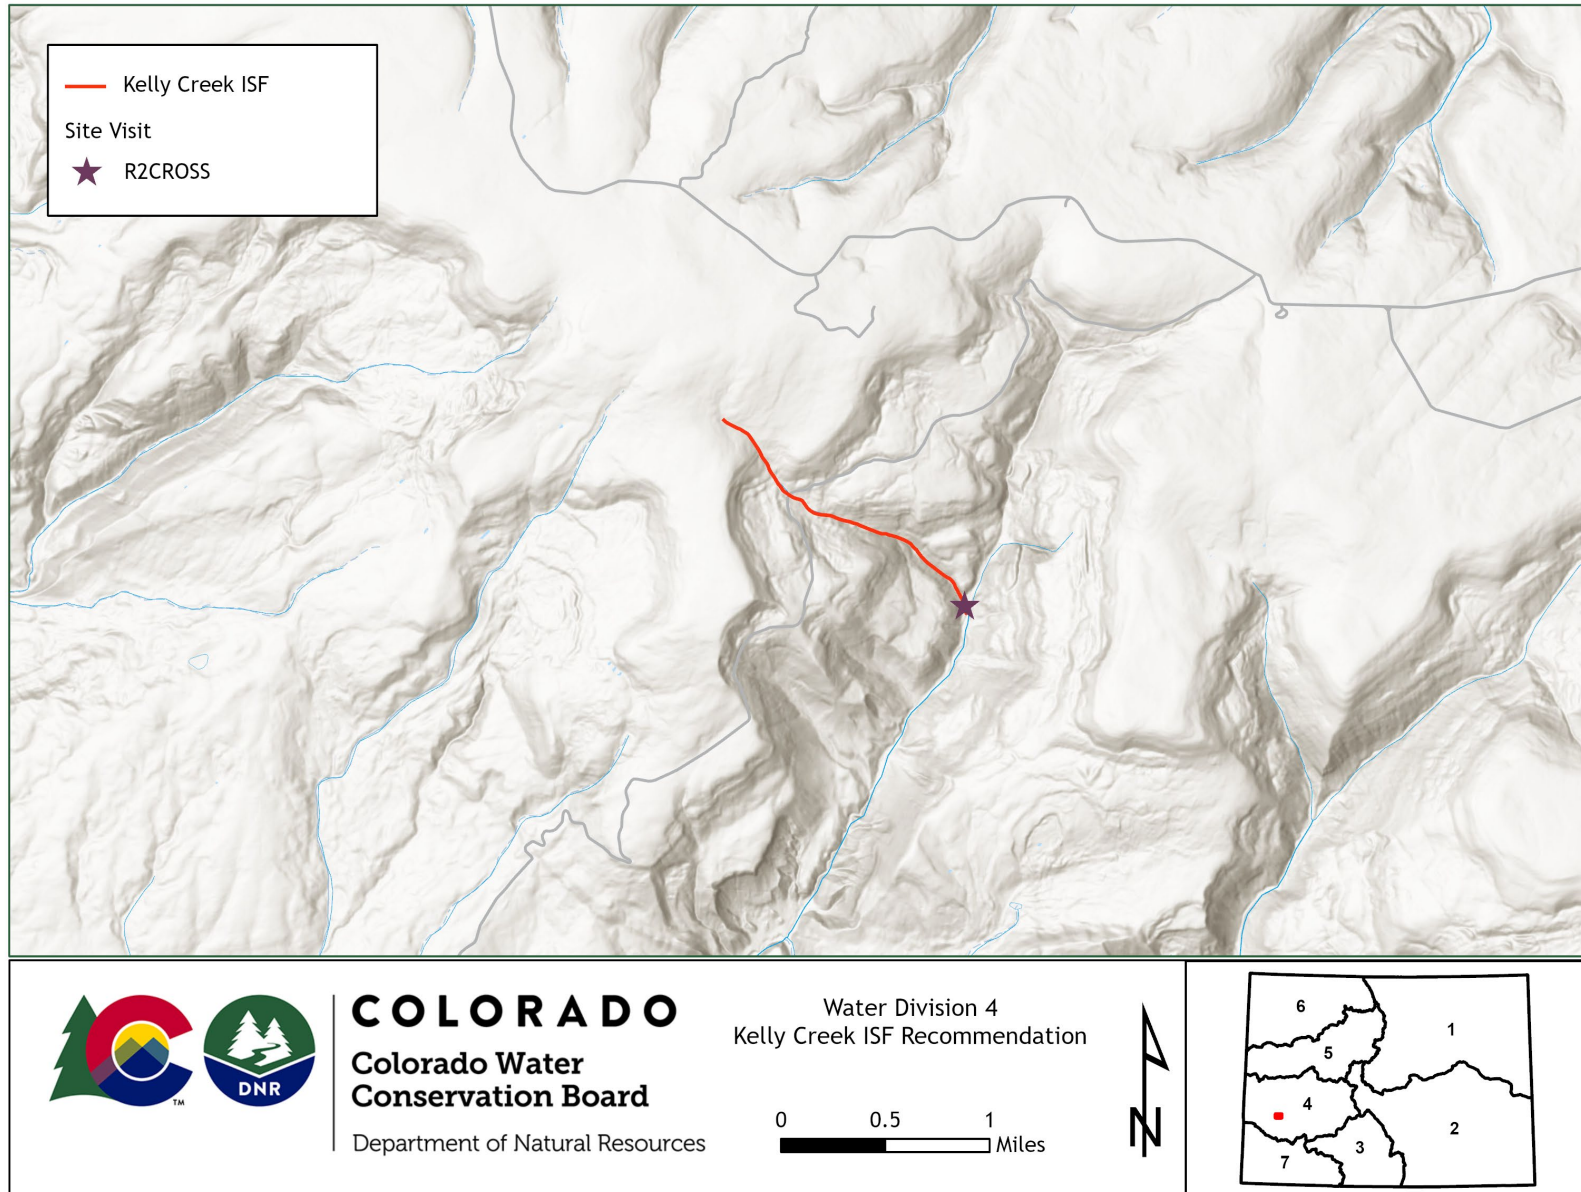 Kelly Creek ISF
Site Visit
R2CROSS
DNR
TM
COLORADO
Colorado Water
Conservation Board
Department of Natural Resources
Water Division 4
Kelly Creek ISF Recommendation
0 0.5 1
Miles
N
6
1
5
4
2
3
7